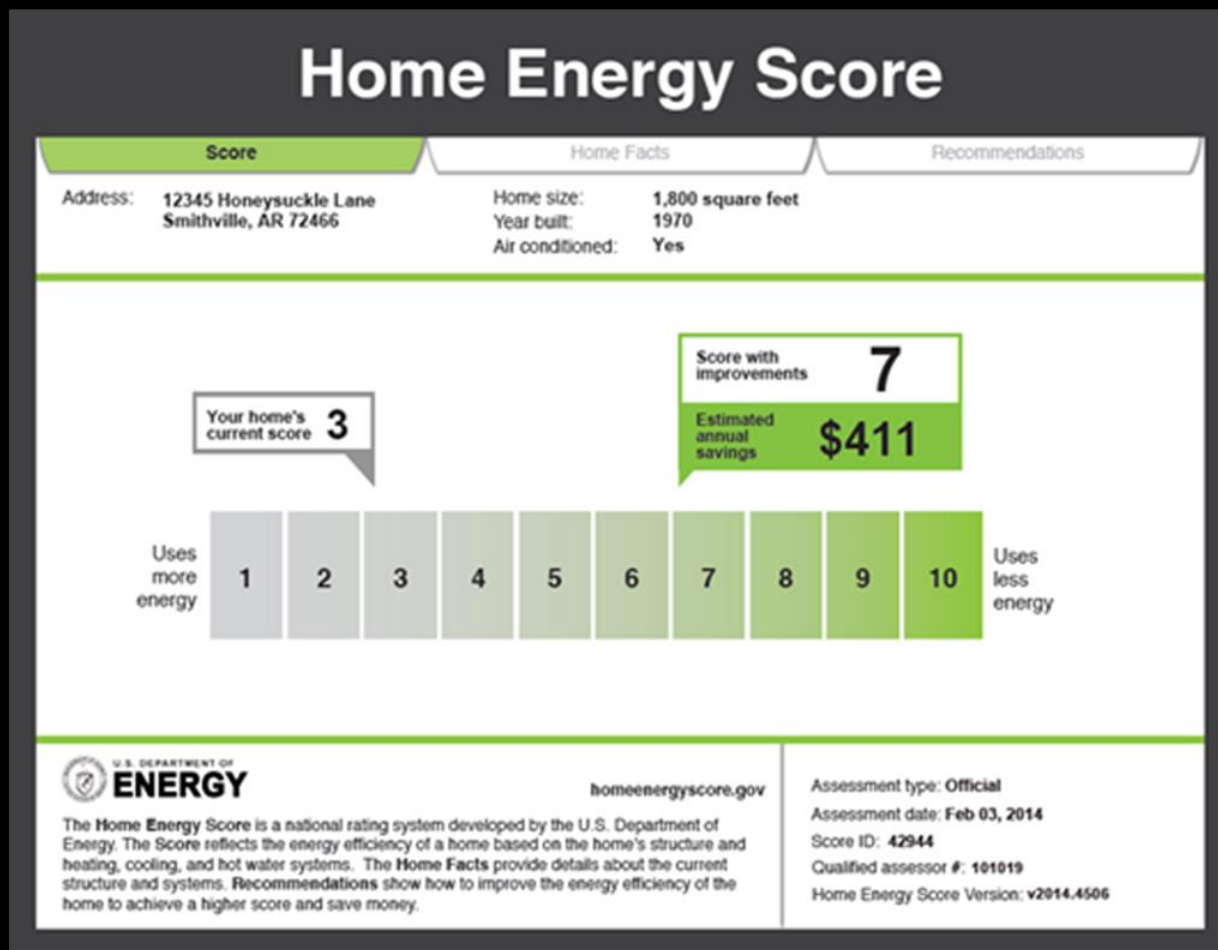 Home Energy Score
Score
Home Facts
Recommendations
Address: 12345 Honeysuckle Lane
Smithville, AR 72466
Home size: 1,800 square feet
Year built: 1970
Air conditioned: Yes
Score with
improvements 7
Your home's
current score 3
Estimated
annual
savings $411
Uses
more
energy
1 2 3 4 5 6 7 8 9 10
Uses
less
energy
U.S. DEPARTMENT OF
ENERGY
homeenergyscore.gov
The Home Energy Score is a national rating system developed by the U.S. Department of
Energy. The Score reflects the energy efficiency of a home based on the home's structure and
heating, cooling, and hot water systems. The Home Facts provide details about the current
structure and systems. Recommendations show how to improve the energy efficiency of the
home to achieve a higher score and save money.
Assessment type: Official
Assessment date: Feb 03, 2014
Score ID: 42944
Qualified assessor #: 101019
Home Energy Score Version: v2014.4506